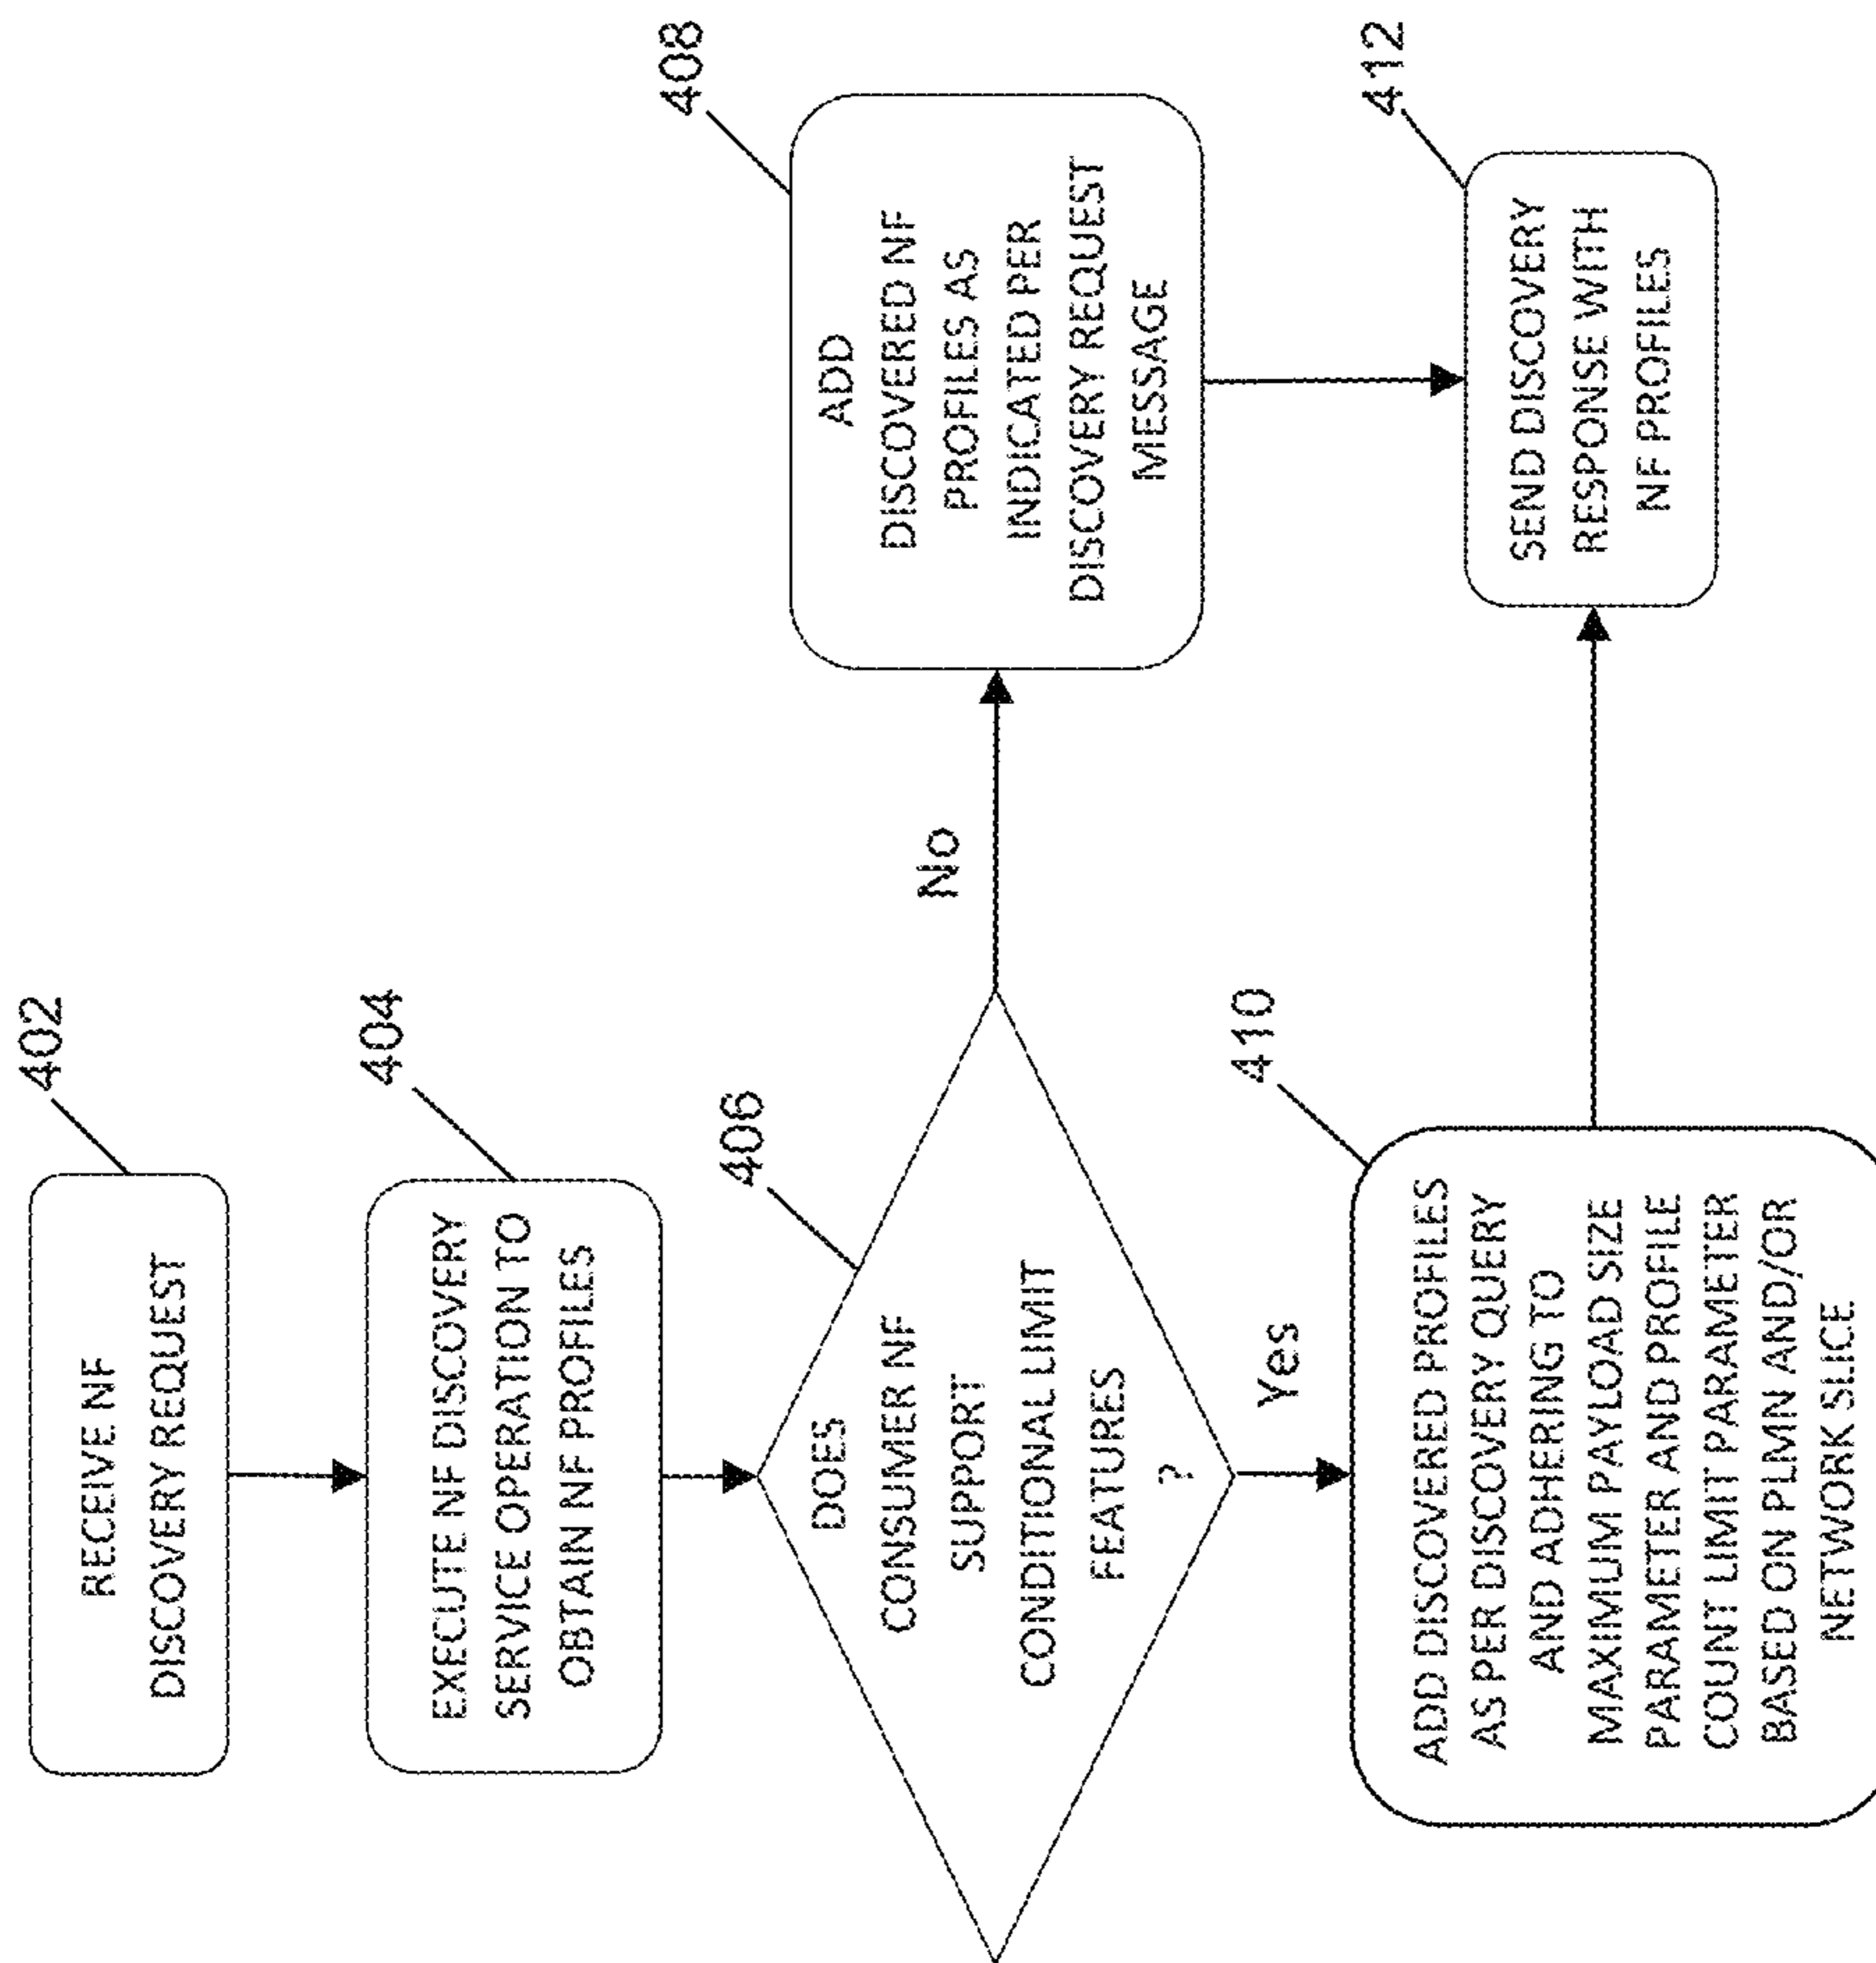 402
RECEIVE NF
DISCOVERY REQUEST
404
EXECUTE NF DISCOVERY
SERVICE OPERATION TO
OBTAIN NF PROFILES
406
DOES
CONSUMER NF
SUPPORT
CONDITIONAL LIMIT
FEATURES
?
No
408
ADD
DISCOVERED NF
PROFILES AS
INDICATED PER
DISCOVERY REQUEST
MESSAGE
Yes
410
ADD DISCOVERED PROFILES
AS PER DISCOVERY QUERY
AND ADHERING TO
MAXIMUM PAYLOAD SIZE
PARAMETER AND PROFILE
COUNT LIMIT PARAMETER
BASED ON PLMN AND/OR
NETWORK SLICE
412
SEND DISCOVERY
RESPONSE WITH
NF PROFILES